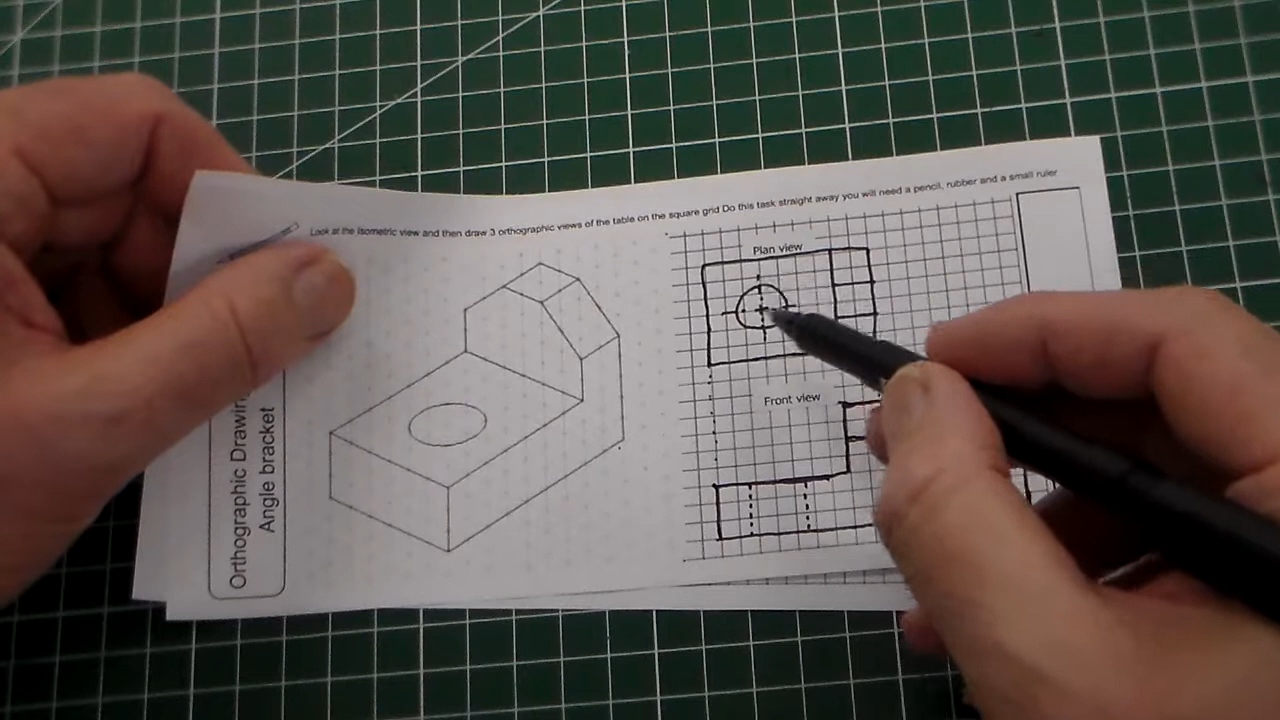 Look at the Isometric view and then draw 3 orthographic views of the table on the square grid Do this task straight away you will need a pencil, rubber and a small ruler
Orthographic Drawin
Angle bracket
Plan view
Front view